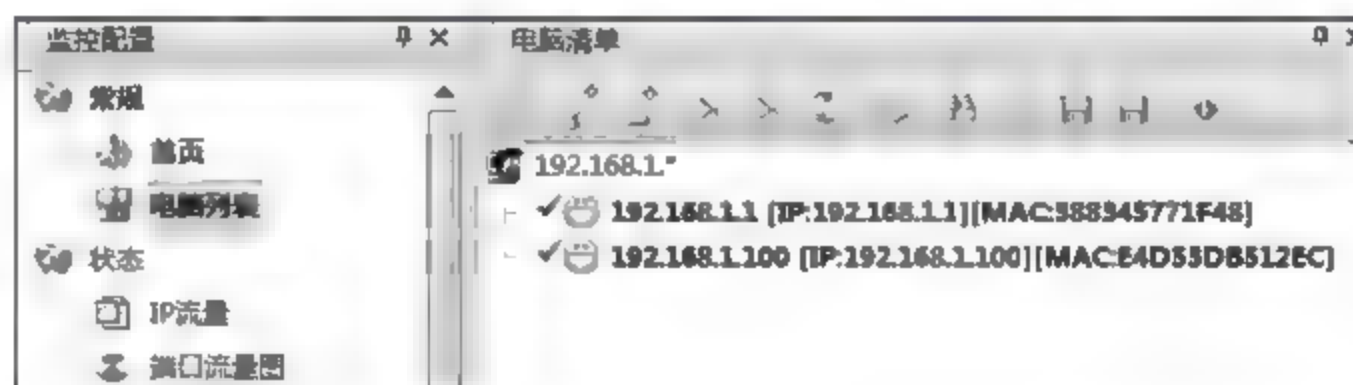 监控配置
电脑清单
常规
首页
电脑列表
状态
IP流量
端口流量图
192.168.1.*
192.168.1.1 [IP:192.168.1.1][MAC:388345771F48]
192.168.1.100 [IP:192.168.1.100][MAC:E4D53DB512EC]